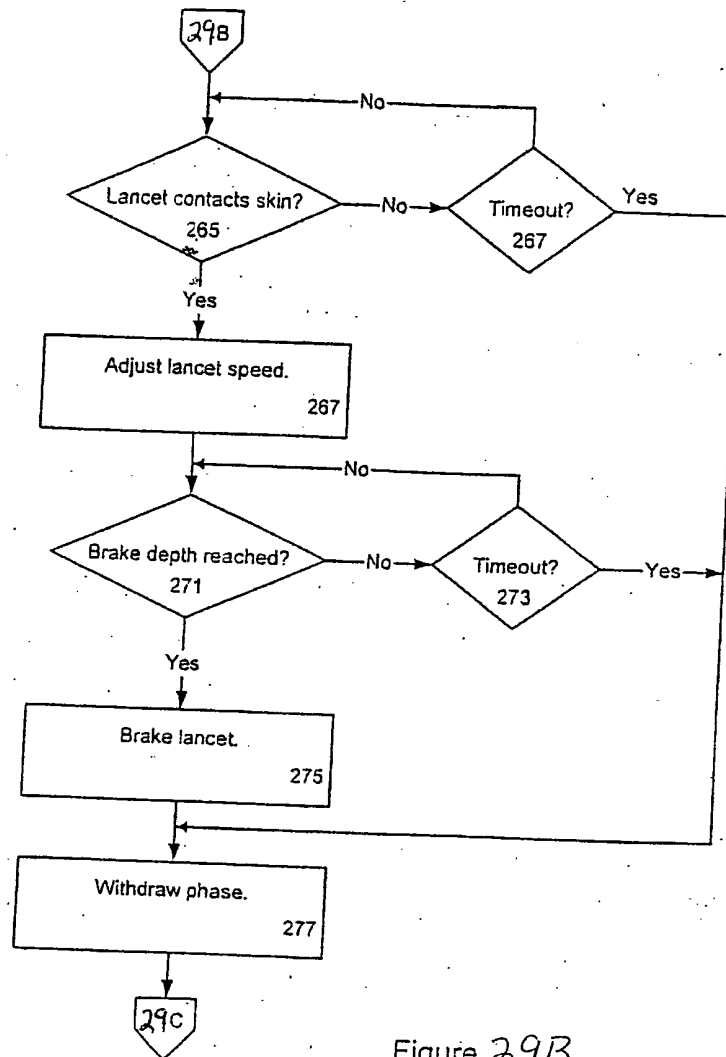 29B
No
Lancet contacts skin?
265
No
Timeout?
267
Yes
Yes
Adjust lancet speed.
267
No
Brake depth reached?
271
No
Timeout?
273
Yes
Yes
Brake lancet.
275
Withdraw phase.
277
29C
Figure 29B